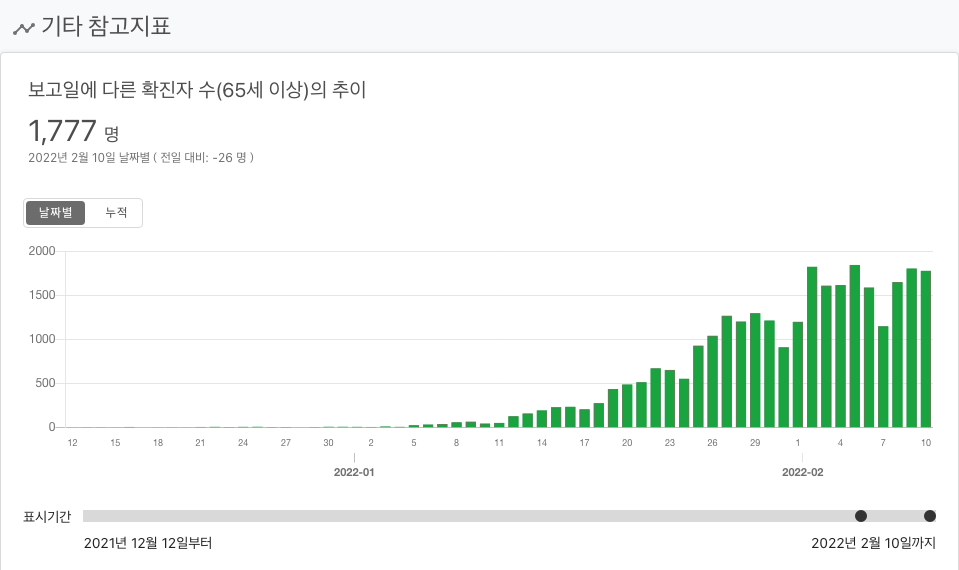 기타 참고지표
보고일에 다른 확진자 수(65세 이상)의 추이
1,777 명
2022년 2월 10일 날짜별 ( 전일 대비: -26 명 )
날짜별 누적
2000
1500
1000
500
0
12 15 18 21 24 27 30 2 5 8 11 14 17 20 23 26 29 1 4 7 10
2022-01 2022-02
표시기간
2021년 12월 12일부터 2022년 2월 10일까지